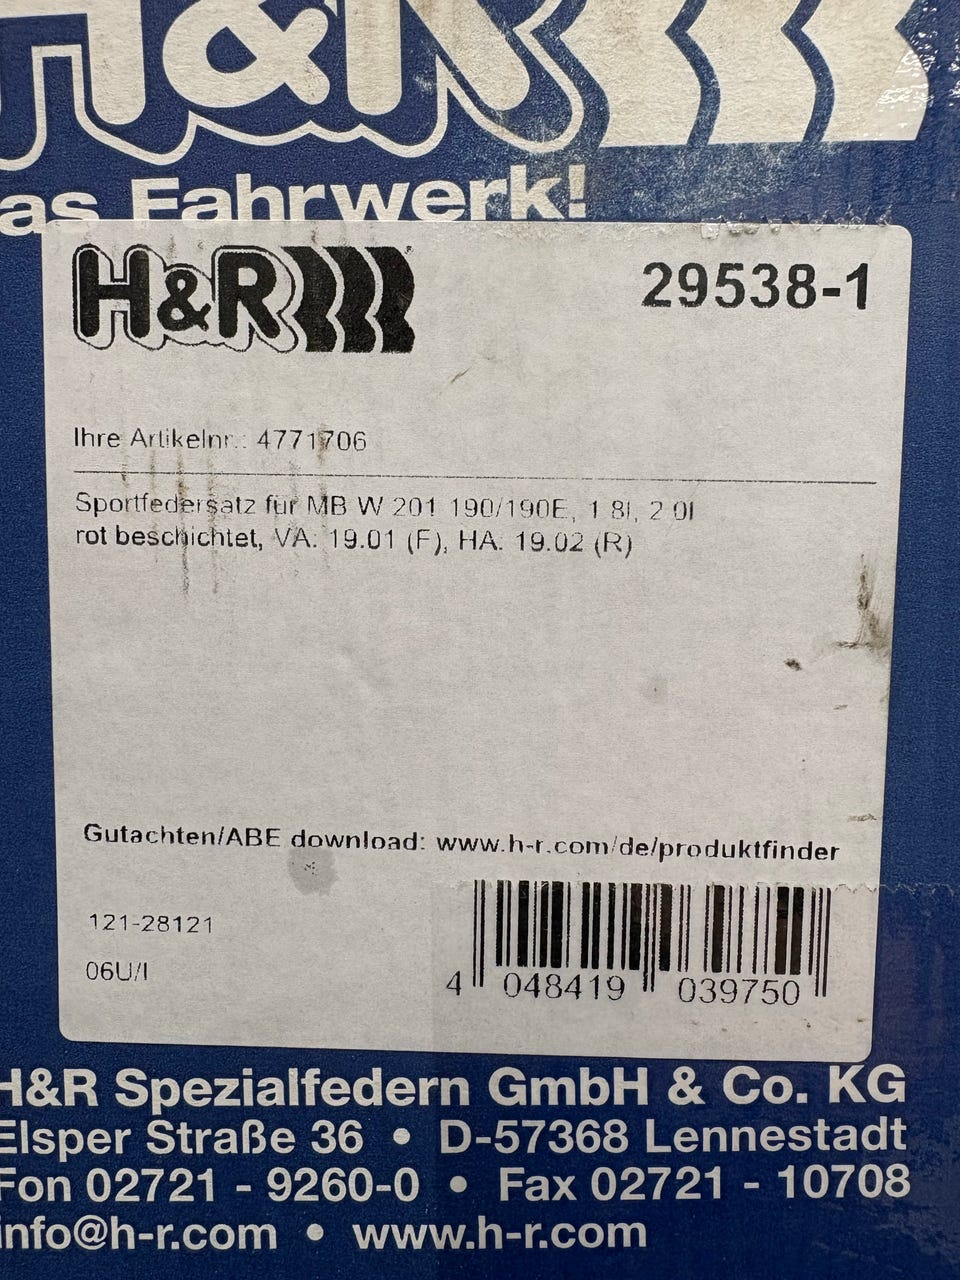 H&R
as Fahrwerk!
H&R
29538-1
Ihre Artikelnr.: 4771706
Sportfedersatz für MB W 201 190/190E, 1.8l, 2.0l
rot beschichtet, VA: 19.01 (F), HA: 19.02 (R)
Gutachten/ABE download: www.h-r.com/de/produktfinder
121-28121
06U/I
4 048419 039750
H&R Spezialfedern GmbH & Co. KG
Elsper Straße 36 • D-57368 Lennestadt
Fon 02721 - 9260-0 • Fax 02721 - 10708
info@h-r.com • www.h-r.com